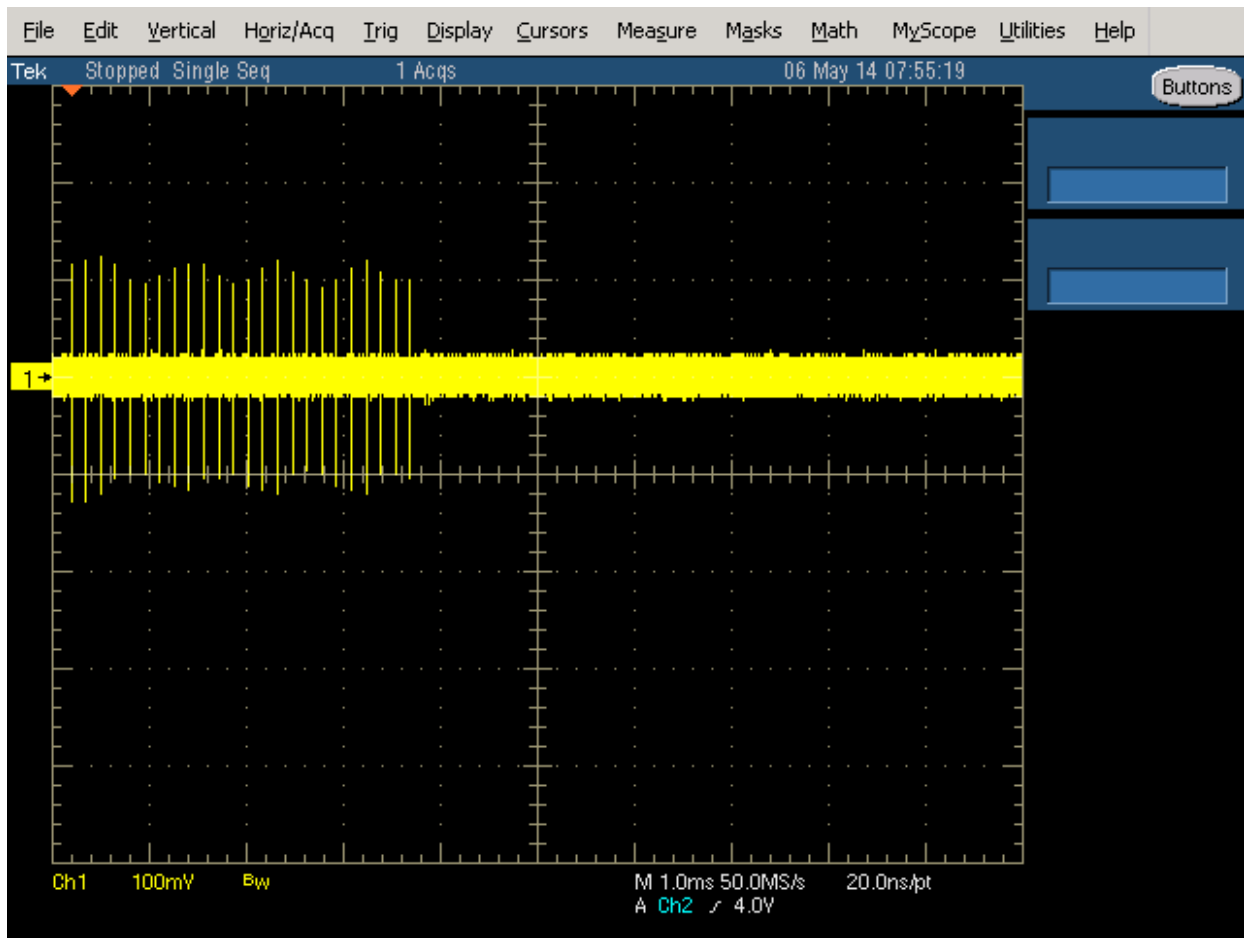 File Edit Vertical Horiz/Acq Trig Display Cursors Measure Masks Math MyScope Utilities Help
Tek Stopped Single Seq 1 Acqs 06 May 14 07:55:19
Buttons
1
Ch1 100mV Bw M 1.0ms 50.0MS/s 20.0ns/pt
A Ch2 / 4.0V